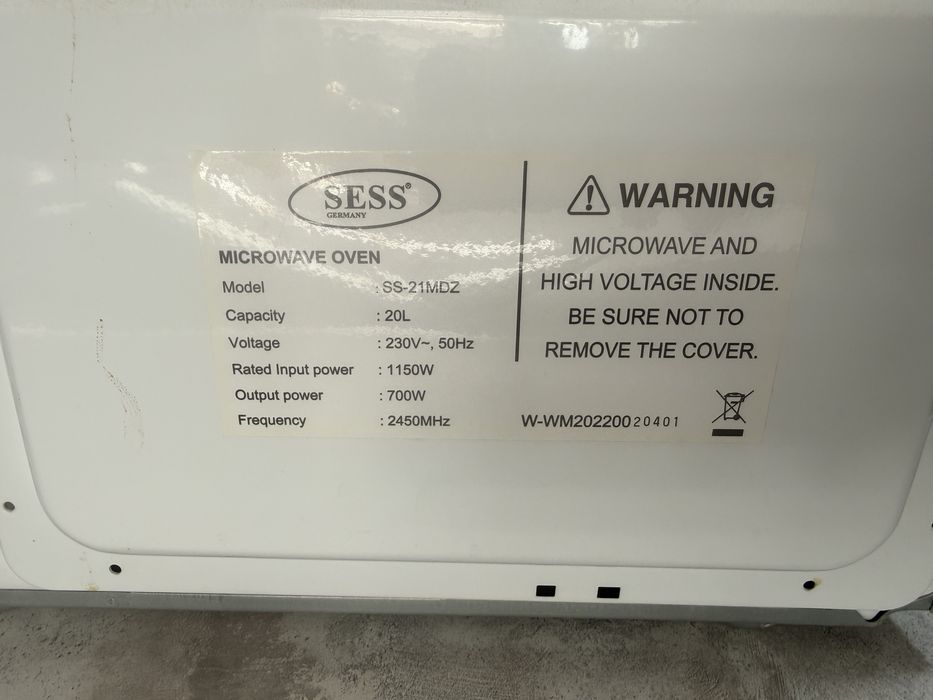 SESS®
GERMANY
MICROWAVE OVEN
Model : SS-21MDZ
Capacity : 20L
Voltage : 230V~, 50Hz
Rated Input power : 1150W
Output power : 700W
Frequency : 2450MHz
WARNING
MICROWAVE AND
HIGH VOLTAGE INSIDE.
BE SURE NOT TO
REMOVE THE COVER.
W-WM20220020401